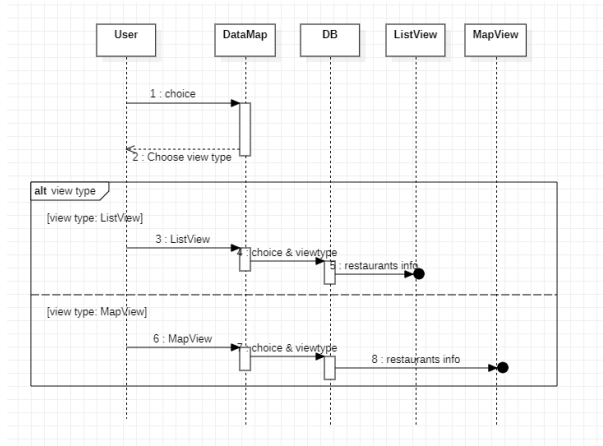 User
DataMap
DB
ListView
MapView
1 : choice
2 : Choose view type
alt view type
[view type: ListView]
3 : ListView
4 : choice & viewtype
5 : restaurants info
[view type: MapView]
6 : MapView
7 : choice & viewtype
8 : restaurants info